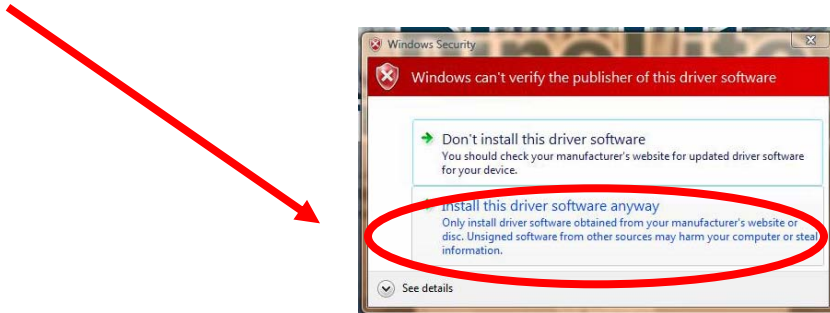 Windows Security
Windows can't verify the publisher of this driver software
Don't install this driver software
You should check your manufacturer's website for updated driver software
for your device.
Install this driver software anyway
Only install driver software obtained from your manufacturer's website or
disc. Unsigned software from other sources may harm your computer or steal
information.
See details